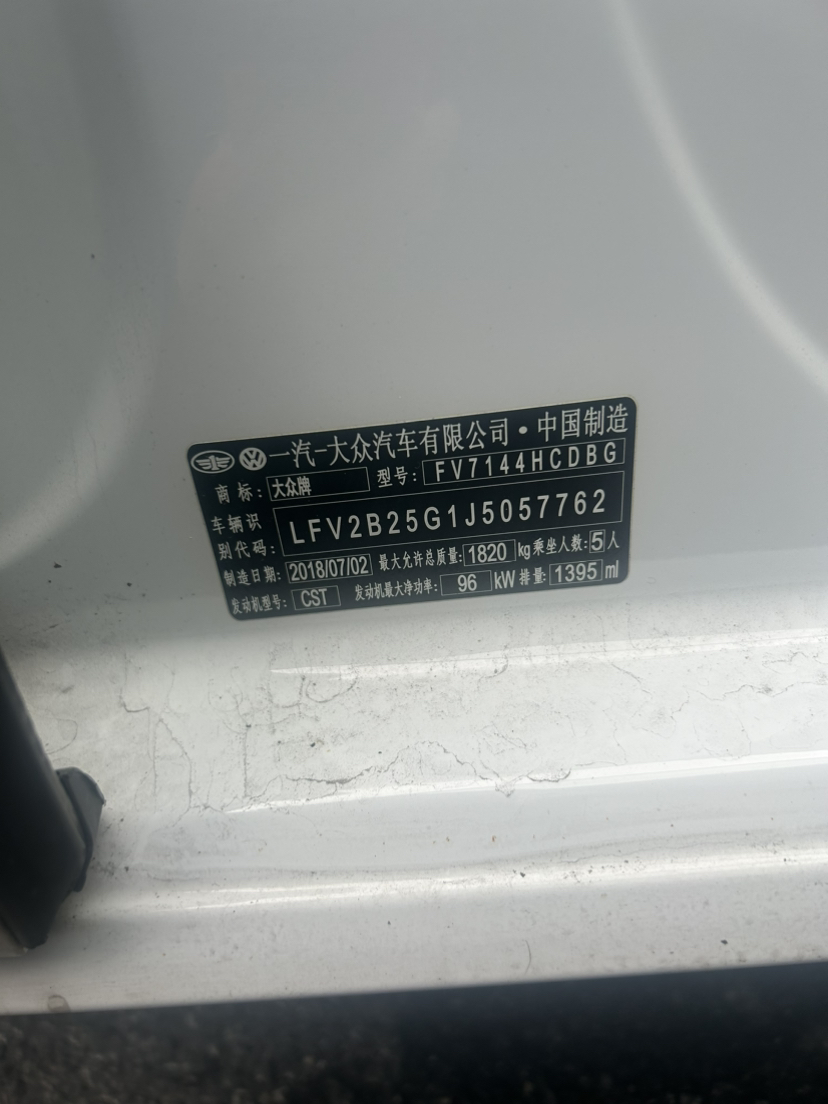 一汽-大众汽车有限公司·中国制造
商标: 大众牌 型号: FV7144HCDBG
车辆识别代码: LFV2B25G1J5057762
制造日期: 2018/07/02 最大允许总质量: 1820 kg 乘坐人数: 5 人
发动机型号: CST 发动机最大净功率: 96 kW 排量: 1395 ml